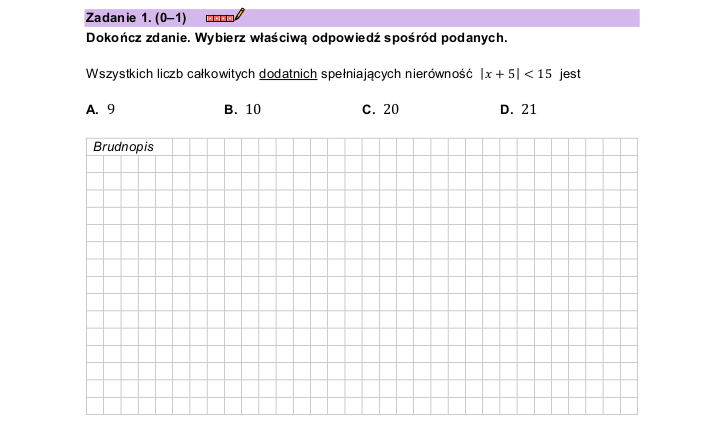 Zadanie 1. (0–1)
Dokończ zdanie. Wybierz właściwą odpowiedź spośród podanych.
Wszystkich liczb całkowitych dodatnich spełniających nierówność |x + 5| < 15 jest
A. 9 B. 10 C. 20 D. 21
Brudnopis